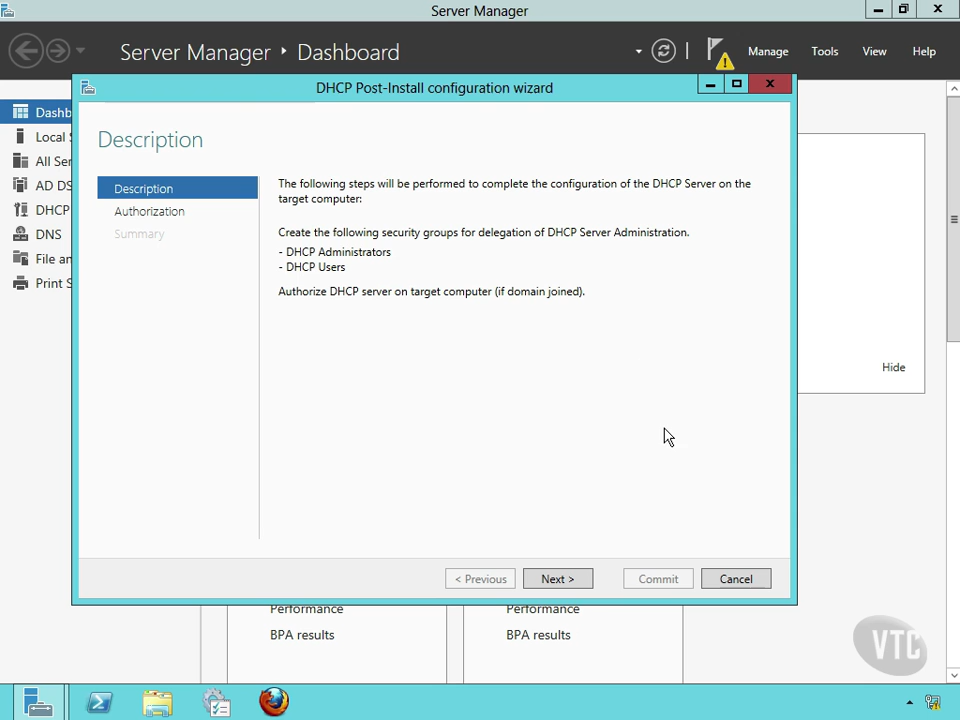 Server Manager
Server Manager ‣ Dashboard
Manage Tools View Help
DHCP Post-Install configuration wizard
Dashb
Local S
All Ser
AD DS
DHCP
DNS
File an
Print S
Description
Description
Authorization
Summary
The following steps will be performed to complete the configuration of the DHCP Server on the
target computer:
Create the following security groups for delegation of DHCP Server Administration.
- DHCP Administrators
- DHCP Users
Authorize DHCP server on target computer (if domain joined).
Hide
< Previous Next > Commit Cancel
Performance Performance
BPA results BPA results
VTC